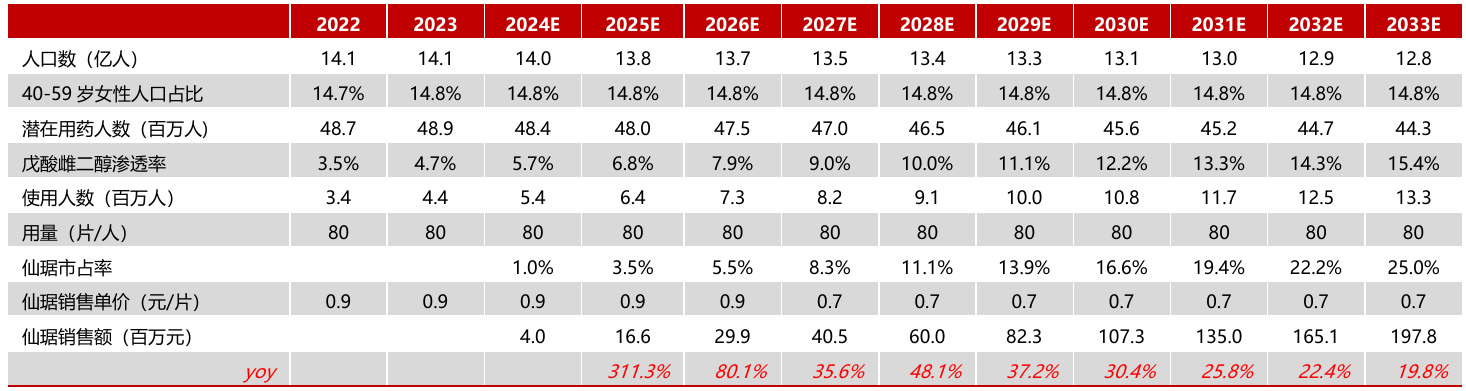 2022 2023 2024E 2025E 2026E 2027E 2028E 2029E 2030E 2031E 2032E 2033E
人口数（亿人） 14.1 14.1 14.0 13.8 13.7 13.5 13.4 13.3 13.1 13.0 12.9 12.8
40-59 岁女性人口占比 14.7% 14.8% 14.8% 14.8% 14.8% 14.8% 14.8% 14.8% 14.8% 14.8% 14.8% 14.8%
潜在用药人数（百万人) 48.7 48.9 48.4 48.0 47.5 47.0 46.5 46.1 45.6 45.2 44.7 44.3
戊酸雌二醇渗透率 3.5% 4.7% 5.7% 6.8% 7.9% 9.0% 10.0% 11.1% 12.2% 13.3% 14.3% 15.4%
使用人数（百万人） 3.4 4.4 5.4 6.4 7.3 8.2 9.1 10.0 10.8 11.7 12.5 13.3
用量（片/人） 80 80 80 80 80 80 80 80 80 80 80 80
仙琚市占率 1.0% 3.5% 5.5% 8.3% 11.1% 13.9% 16.6% 19.4% 22.2% 25.0%
仙琚销售单价（元/片） 0.9 0.9 0.9 0.9 0.9 0.7 0.7 0.7 0.7 0.7 0.7 0.7
仙琚销售额（百万元） 4.0 16.6 29.9 40.5 60.0 82.3 107.3 135.0 165.1 197.8
yoy 311.3% 80.1% 35.6% 48.1% 37.2% 30.4% 25.8% 22.4% 19.8%